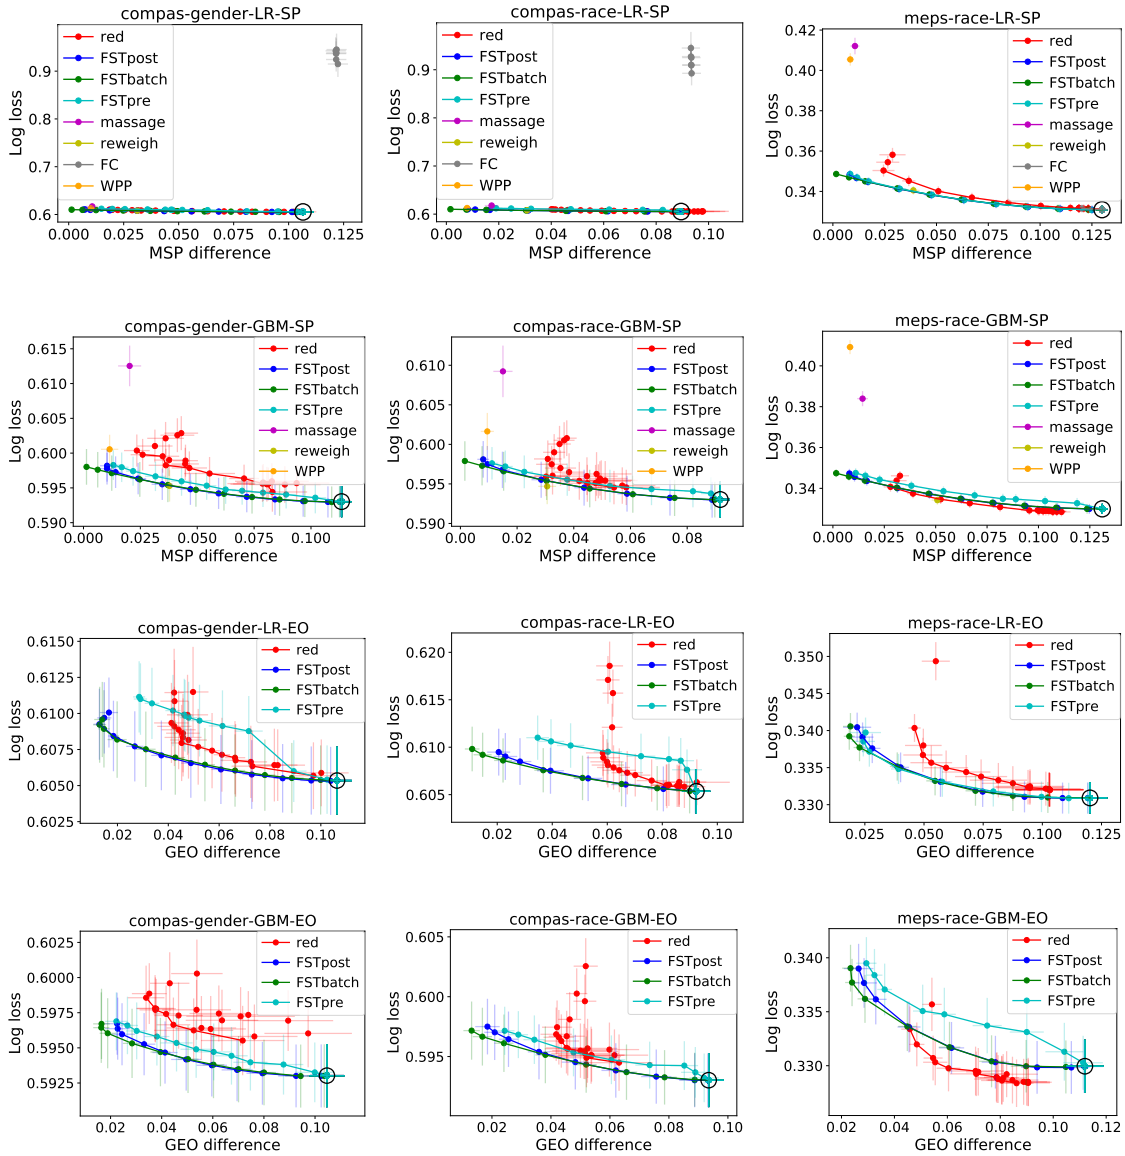 compas-gender-LR-SP
Log loss
0.9
0.8
0.7
0.6
red
FSTpost
FSTbatch
FSTpre
massage
reweigh
FC
WPP
0.000 0.025 0.050 0.075 0.100 0.125
MSP difference
compas-race-LR-SP
Log loss
0.9
0.8
0.7
0.6
red
FSTpost
FSTbatch
FSTpre
massage
reweigh
FC
WPP
0.00 0.02 0.04 0.06 0.08 0.10
MSP difference
meps-race-LR-SP
Log loss
0.42
0.40
0.36
0.34
red
FSTpost
FSTbatch
FSTpre
massage
reweigh
FC
WPP
0.000 0.025 0.050 0.075 0.100 0.125
MSP difference
compas-gender-GBM-SP
Log loss
0.615
0.610
0.605
0.600
0.595
0.590
red
FSTpost
FSTbatch
FSTpre
massage
reweigh
WPP
0.000 0.025 0.050 0.075 0.100
MSP difference
compas-race-GBM-SP
Log loss
0.610
0.605
0.600
0.595
0.590
red
FSTpost
FSTbatch
FSTpre
massage
reweigh
WPP
0.00 0.02 0.04 0.06 0.08
MSP difference
meps-race-GBM-SP
Log loss
0.40
0.38
0.36
0.34
red
FSTpost
FSTbatch
FSTpre
massage
reweigh
WPP
0.000 0.025 0.050 0.075 0.100 0.125
MSP difference
compas-gender-LR-EO
Log loss
0.6150
0.6125
0.6100
0.6075
0.6050
0.6025
red
FSTpost
FSTbatch
FSTpre
0.02 0.04 0.06 0.08 0.10
GEO difference
compas-race-LR-EO
Log loss
0.620
0.615
0.610
0.605
red
FSTpost
FSTbatch
FSTpre
0.02 0.04 0.06 0.08 0.10
GEO difference
meps-race-LR-EO
Log loss
0.350
0.345
0.340
0.335
0.330
red
FSTpost
FSTbatch
FSTpre
0.025 0.050 0.075 0.100 0.125
GEO difference
compas-gender-GBM-EO
Log loss
0.6025
0.6000
0.5975
0.5950
0.5925
red
FSTpost
FSTbatch
FSTpre
0.02 0.04 0.06 0.08 0.10
GEO difference
compas-race-GBM-EO
Log loss
0.605
0.600
0.595
red
FSTpost
FSTbatch
FSTpre
0.02 0.04 0.06 0.08 0.10
GEO difference
meps-race-GBM-EO
Log loss
0.340
0.335
0.330
red
FSTpost
FSTbatch
FSTpre
0.02 0.04 0.06 0.08 0.10 0.12
GEO difference